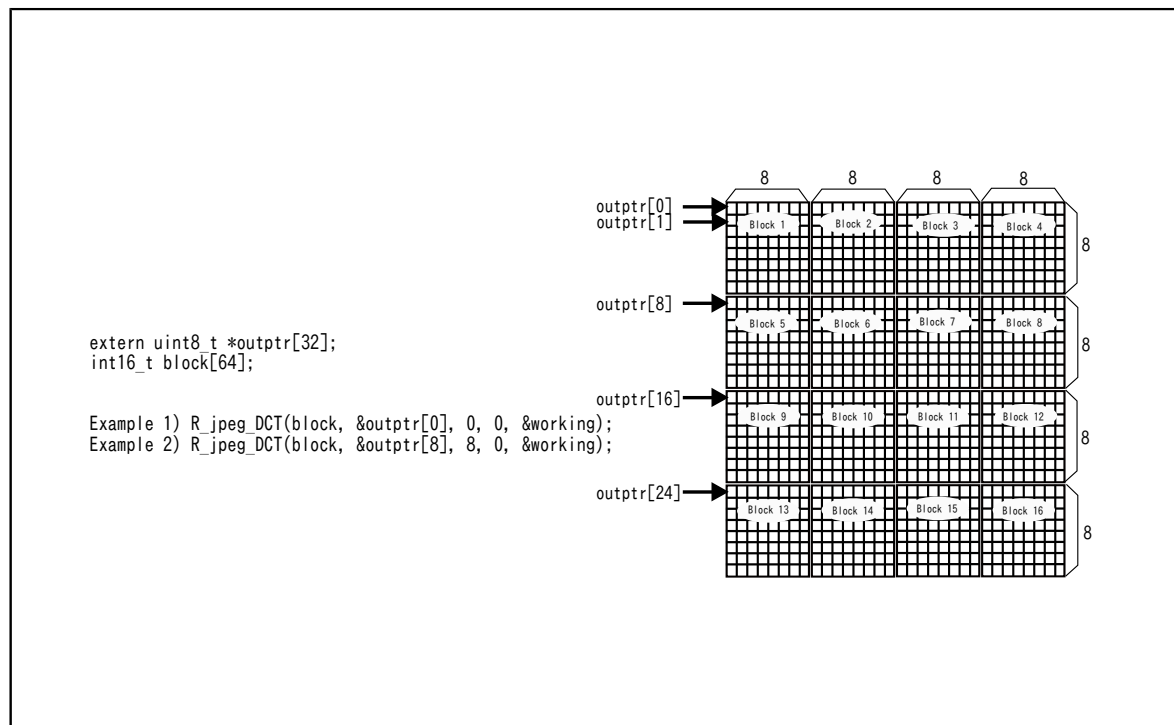 8 8 8 8
outptr[0]
outptr[1]
Block 1 Block 2 Block 3 Block 4
8
outptr[8]
Block 5 Block 6 Block 7 Block 8
8
extern uint8_t *outptr[32];
int16_t block[64];
outptr[16]
Block 9 Block 10 Block 11 Block 12
8
Example 1) R_jpeg_DCT(block, &outptr[0], 0, 0, &working);
Example 2) R_jpeg_DCT(block, &outptr[8], 8, 0, &working);
outptr[24]
Block 13 Block 14 Block 15 Block 16
8